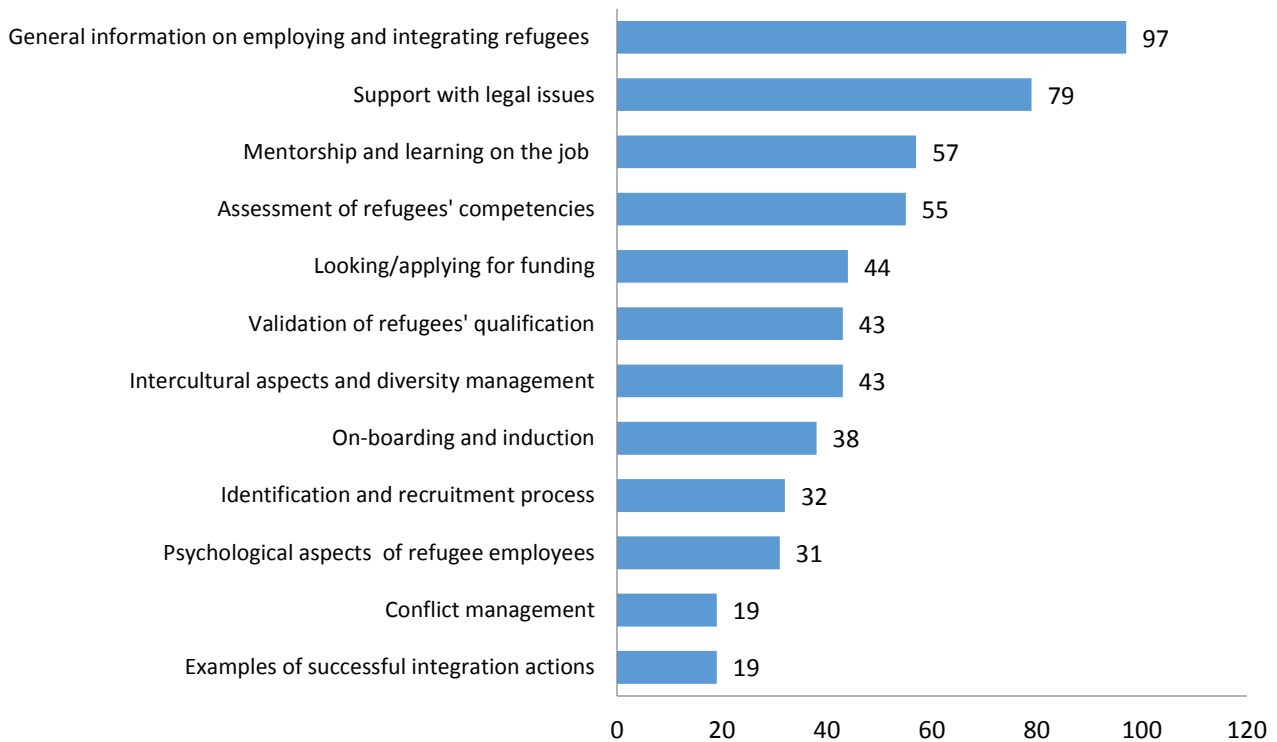 General information on employing and integrating refugees 97
Support with legal issues 79
Mentorship and learning on the job 57
Assessment of refugees' competencies 55
Looking/applying for funding 44
Validation of refugees' qualification 43
Intercultural aspects and diversity management 43
On-boarding and induction 38
Identification and recruitment process 32
Psychological aspects  of refugee employees 31
Conflict management 19
Examples of successful integration actions 19
0 20 40 60 80 100 120